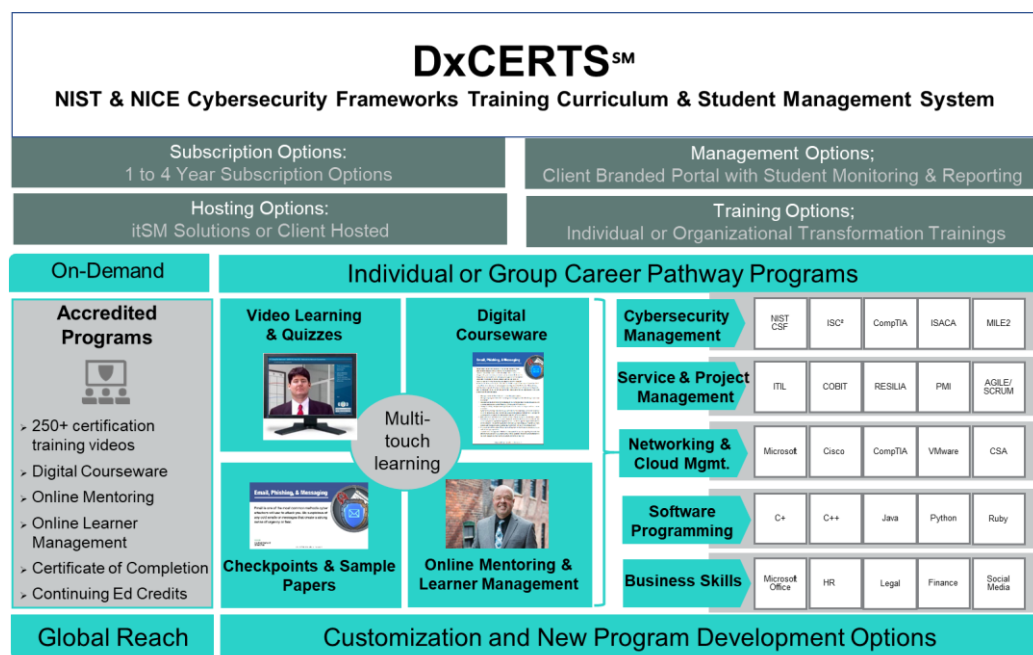 DxCERTS℠
NIST & NICE Cybersecurity Frameworks Training Curriculum & Student Management System
Subscription Options:
1 to 4 Year Subscription Options
Management Options;
Client Branded Portal with Student Monitoring & Reporting
Hosting Options:
itSM Solutions or Client Hosted
Training Options;
Individual or Organizational Transformation Trainings
On-Demand
Individual or Group Career Pathway Programs
Accredited
Programs
➤ 250+ certification
training videos
➤ Digital Courseware
➤ Online Mentoring
➤ Online Learner
Management
➤ Certificate of Completion
➤ Continuing Ed Credits
Video Learning
& Quizzes
Digital
Courseware
Email, Phishing, & Messaging
Multi-
touch
learning
Email, Phishing, & Messaging
Checkpoints & Sample
Papers
Online Mentoring &
Learner Management
Cybersecurity
Management
NIST
CSF
ISC²
CompTIA
ISACA
MILE2
Service & Project
Management
ITIL
COBIT
RESILIA
PMI
AGILE/
SCRUM
Networking &
Cloud Mgmt.
Microsoft
Cisco
CompTIA
VMware
CSA
Software
Programming
C+
C++
Java
Python
Ruby
Business Skills
Microsoft
Office
HR
Legal
Finance
Social
Media
Global Reach
Customization and New Program Development Options